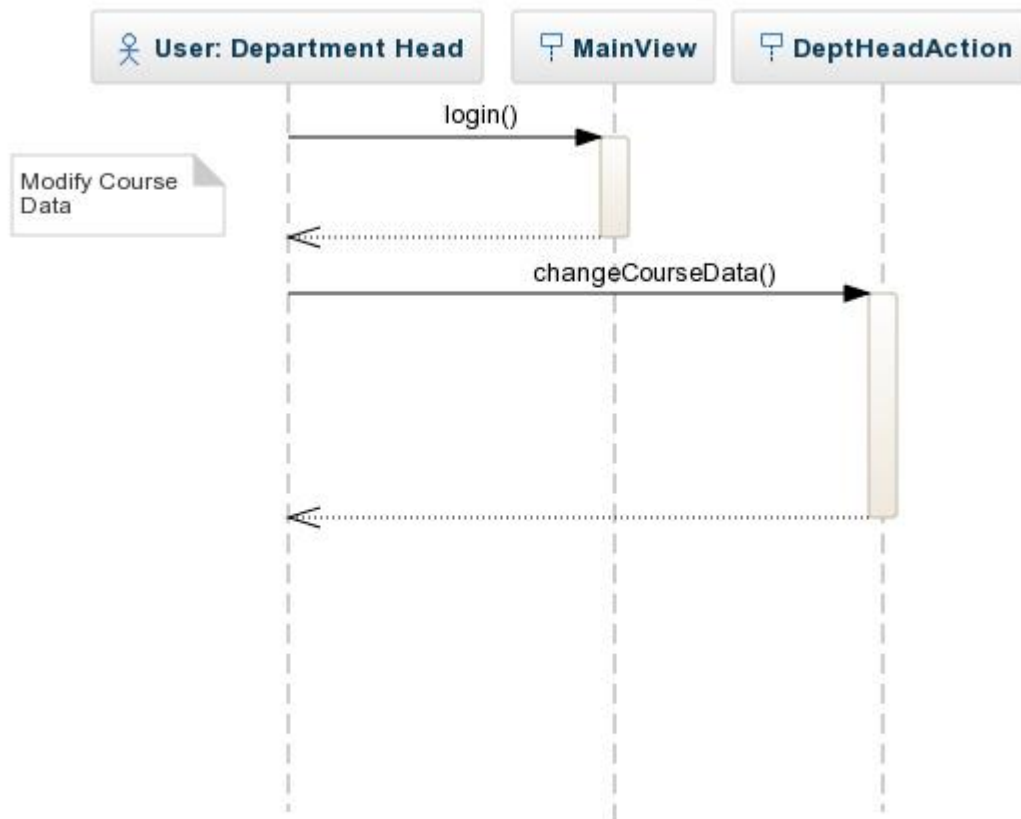 User: Department Head
MainView
DeptHeadAction
login()
Modify Course
Data
changeCourseData()